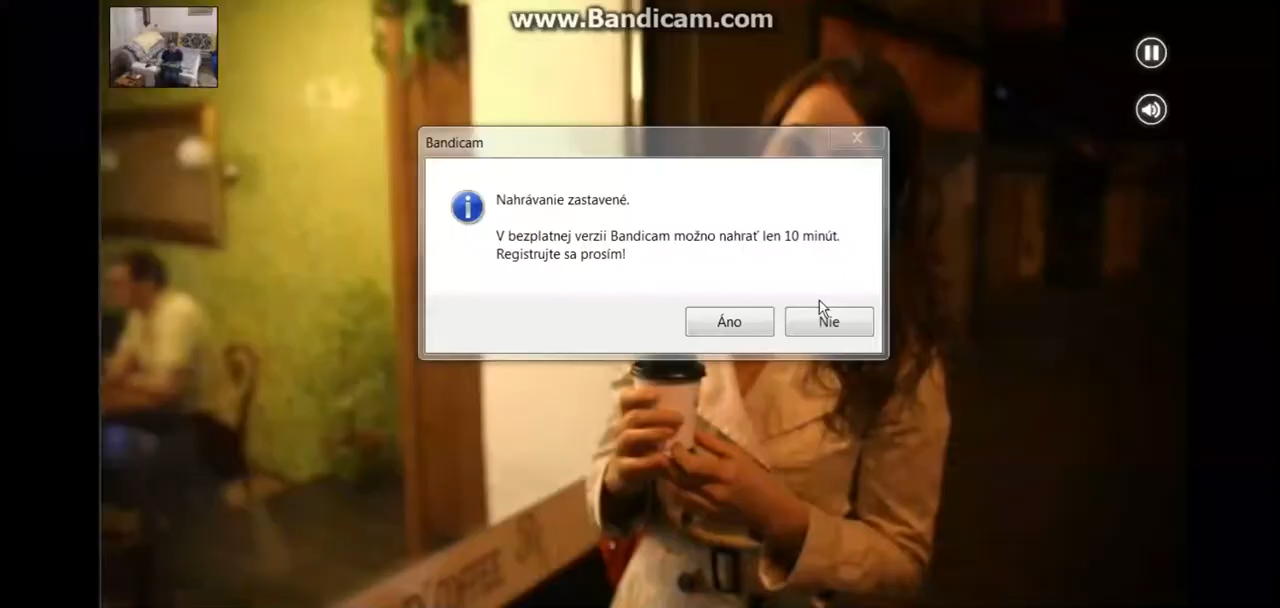 www.Bandicam.com
Bandicam
Nahrávanie zastavené.
V bezplatnej verzii Bandicam možno nahrať len 10 minút.
Registrujte sa prosím!
Áno
Nie